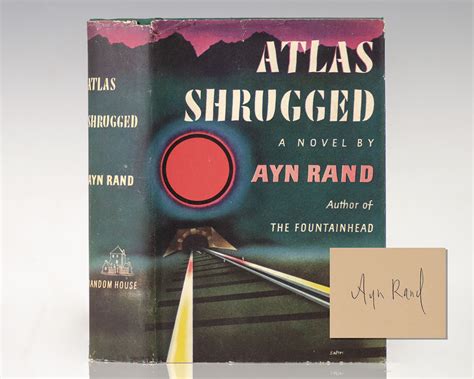 ATLAS
SHRUGGED
AYN RAND
RANDOM HOUSE
ATLAS
SHRUGGED
A NOVEL BY
AYN RAND
Author of
THE FOUNTAINHEAD
Ayn Rand